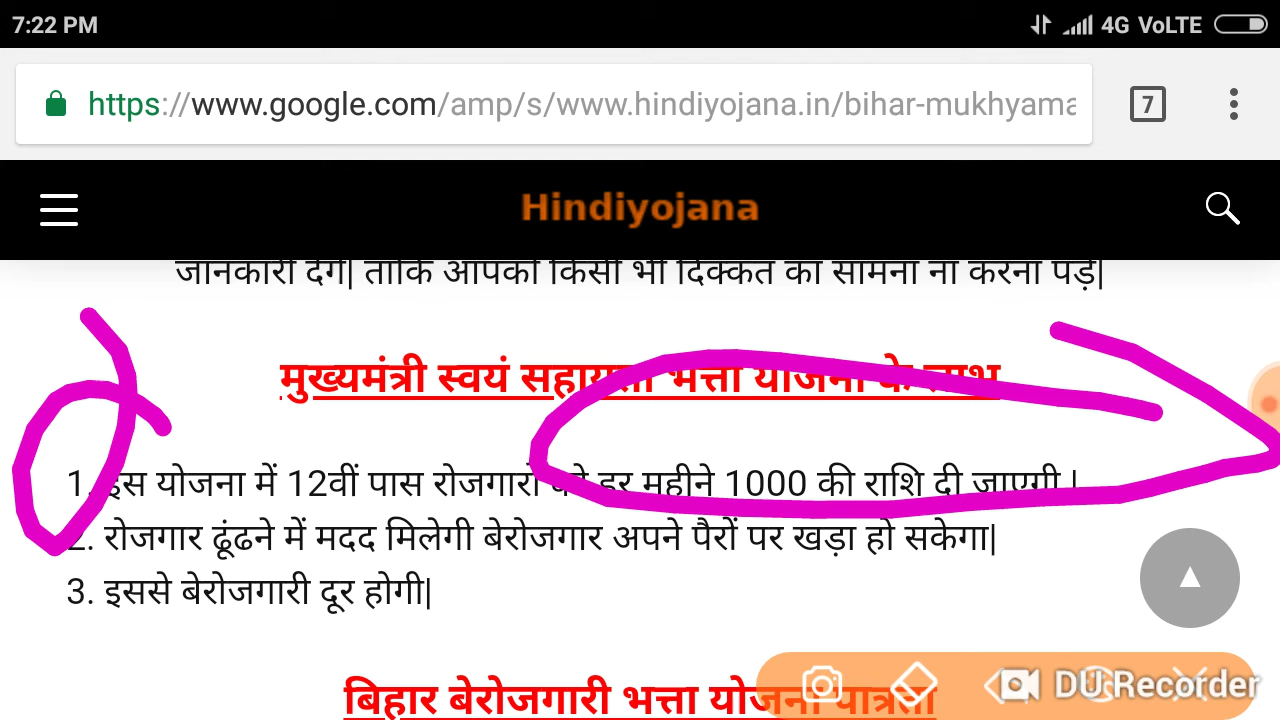 7:22 PM 4G VoLTE
https://www.google.com/amp/s/www.hindiyojana.in/bihar-mukhyama 7
Hindiyojana
जानकारी देंगे| ताकि आपको किसी भी दिक्कत का सामना ना करना पड़े|
मुख्यमंत्री स्वयं सहायता भत्ता योजना के लाभ
1. इस योजना में 12वीं पास रोजगारों को हर महीने 1000 की राशि दी जाएगी |
2. रोजगार ढूंढने में मदद मिलेगी बेरोजगार अपने पैरों पर खड़ा हो सकेगा|
3. इससे बेरोजगारी दूर होगी|
बिहार बेरोजगारी भत्ता योजना पात्रता
DU Recorder